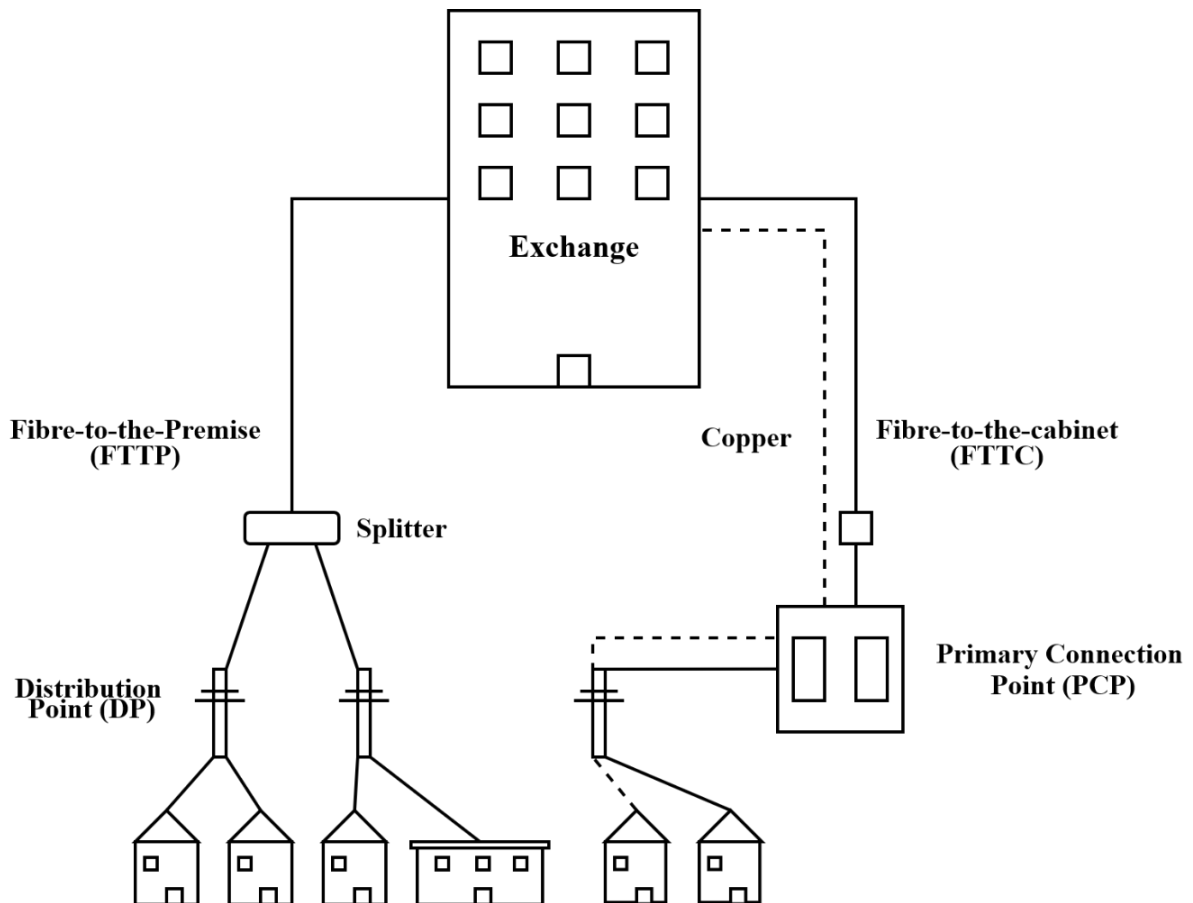 Exchange
Fibre-to-the-Premise
(FTTP)
Copper
Fibre-to-the-cabinet
(FTTC)
Splitter
Distribution
Point (DP)
Primary Connection
Point (PCP)